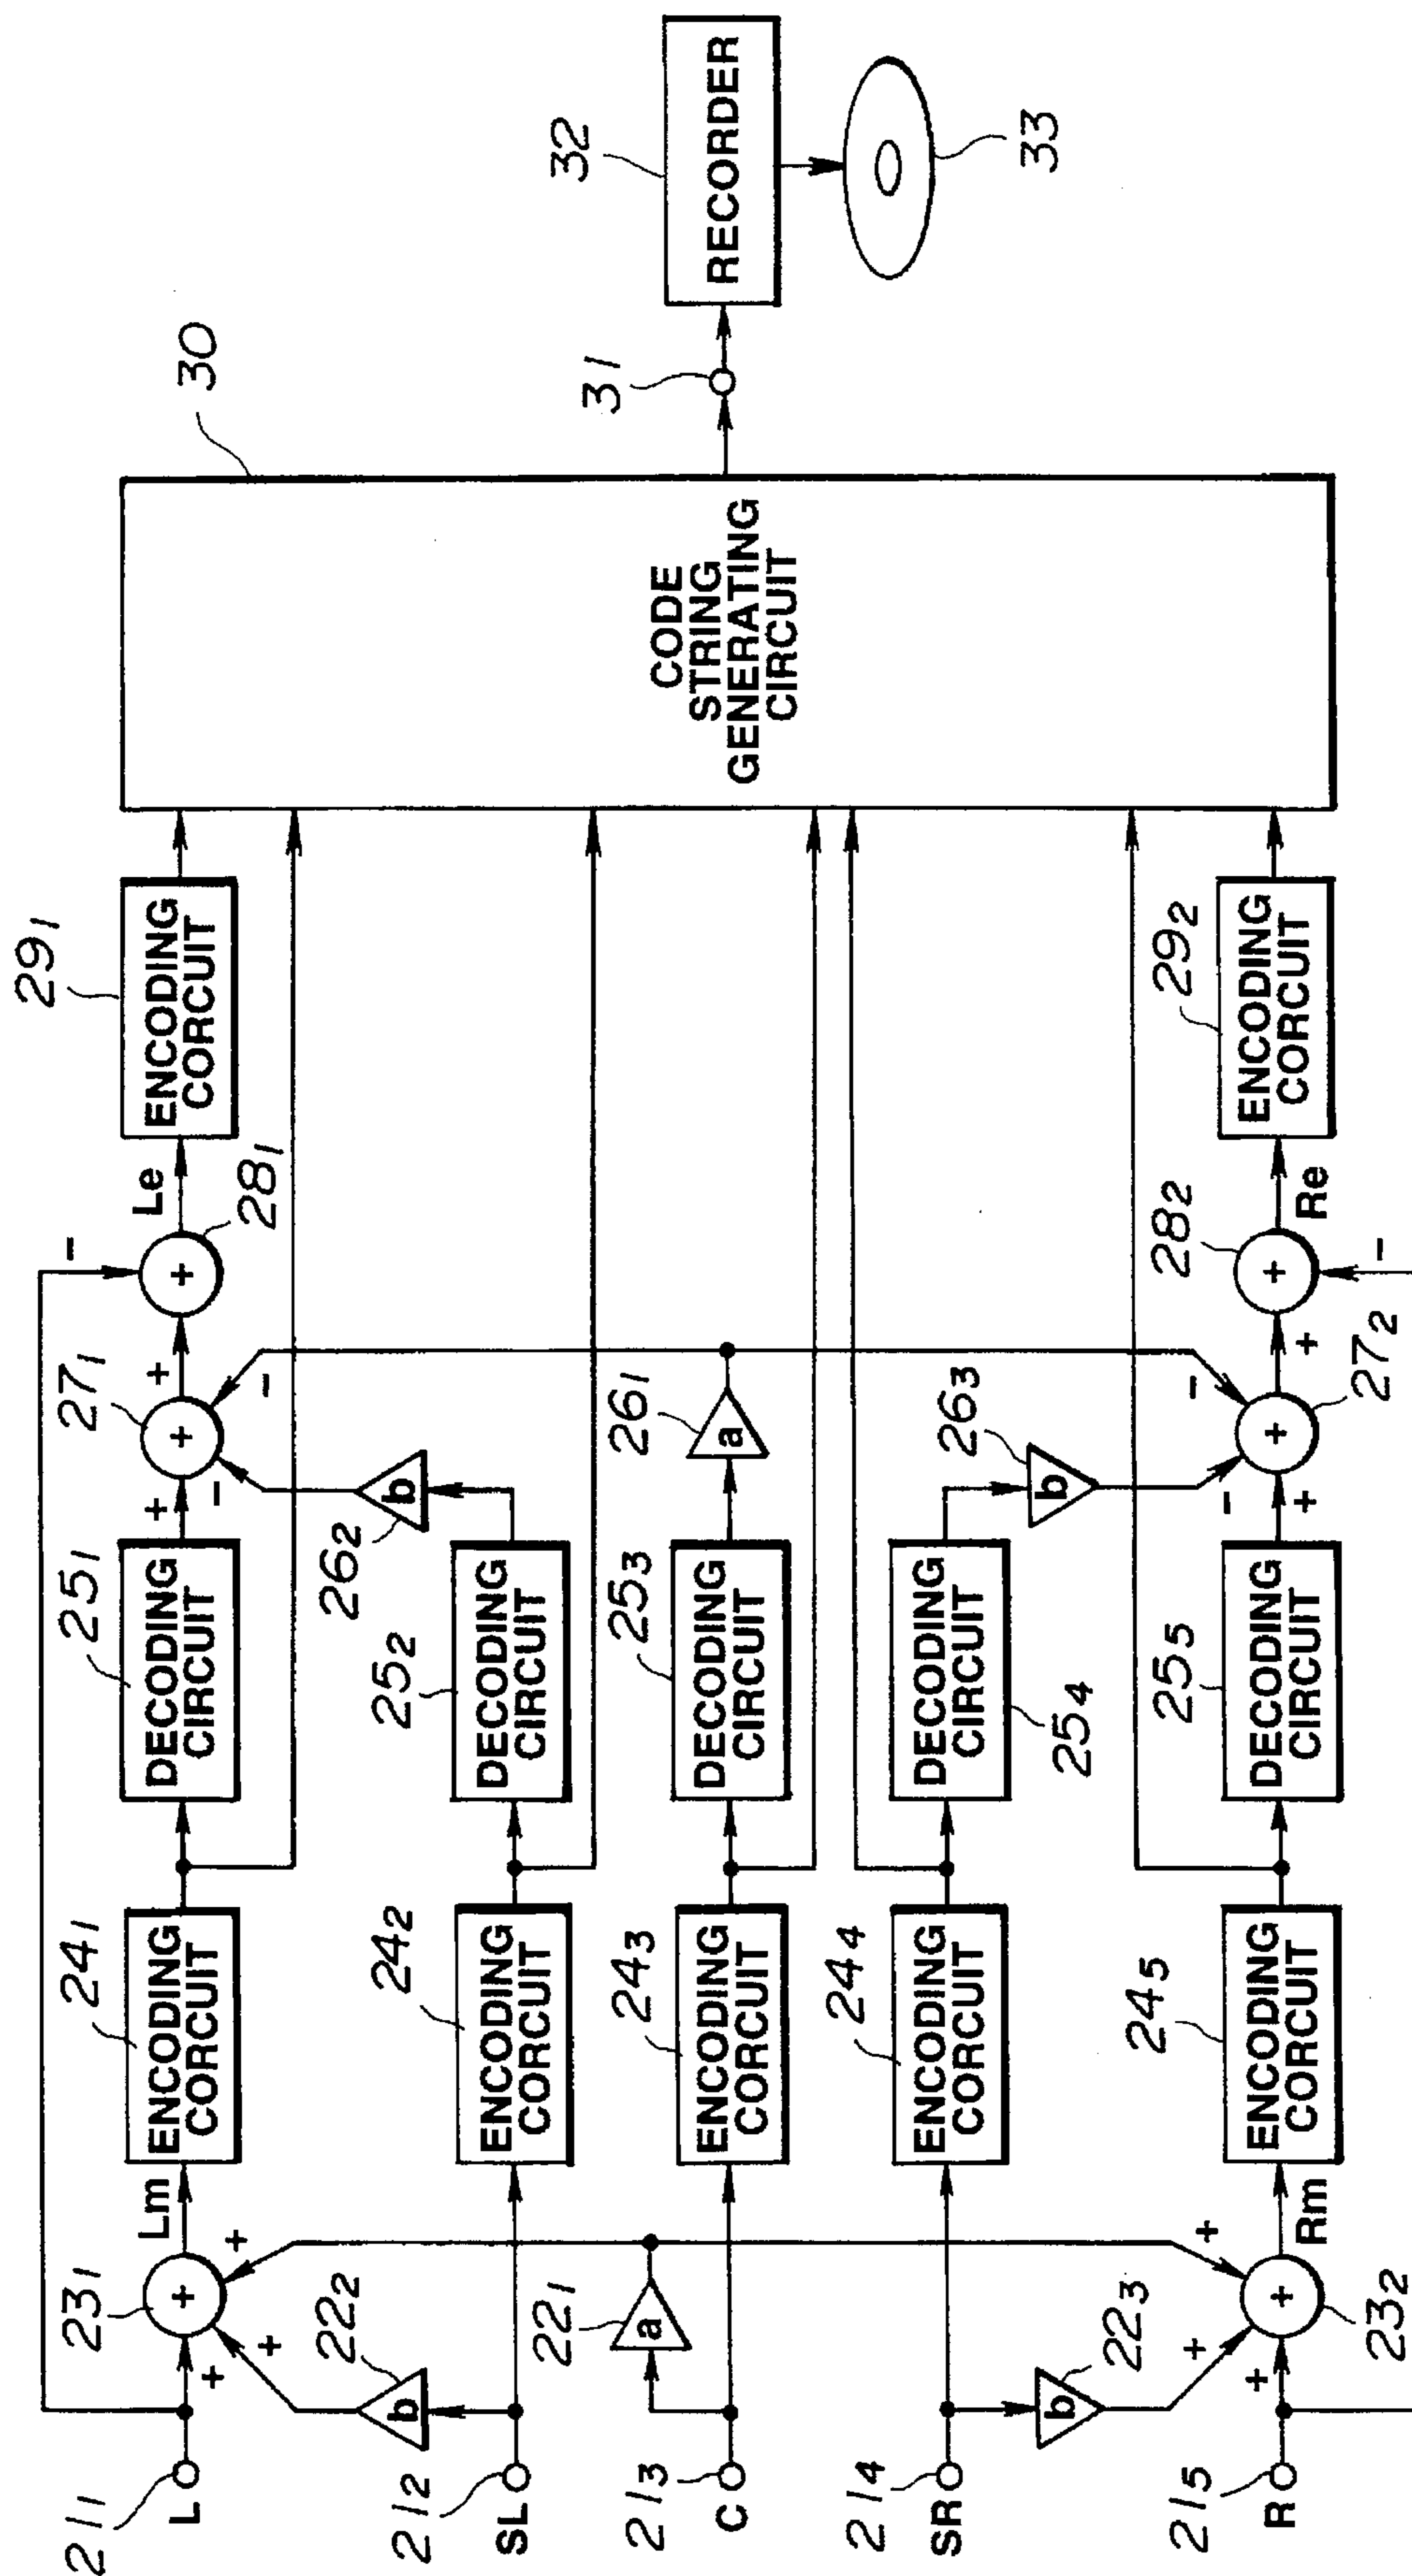 211
L
231
Lm
241
ENCODING
CORCUIT
251
DECODING
CIRCUIT
271
281
Le
291
ENCODING
CORCUIT
+
+
+
+
+
+
-
-
+
+
-
222
b
262
b
212
SL
242
ENCODING
CORCUIT
252
DECODING
CIRCUIT
213
C
221
a
243
ENCODING
CORCUIT
253
DECODING
CIRCUIT
261
a
214
SR
223
b
244
ENCODING
CORCUIT
254
DECODING
CIRCUIT
263
b
215
R
232
Rm
245
ENCODING
CORCUIT
255
DECODING
CIRCUIT
272
282
Re
292
ENCODING
CORCUIT
+
+
+
+
+
+
-
-
+
+
-
30
CODE
STRING
GENERATING
CIRCUIT
31
32
RECORDER
33